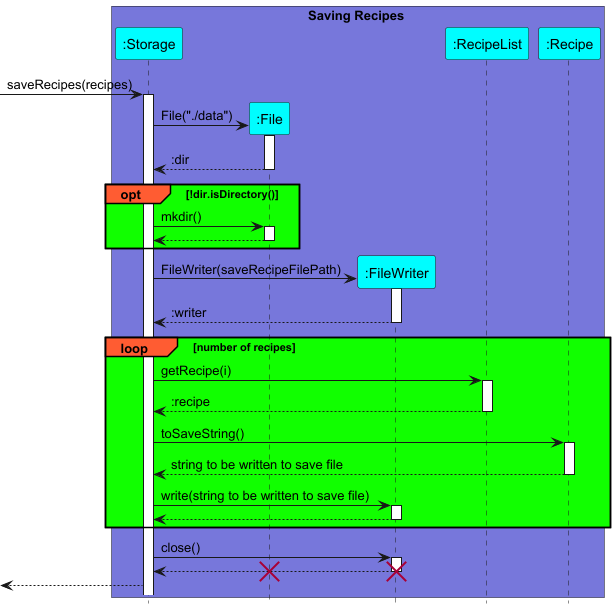 Saving Recipes
:Storage
:RecipeList
:Recipe
saveRecipes(recipes)
File("./data")
:File
:dir
opt
[!dir.isDirectory()]
mkdir()
FileWriter(saveRecipeFilePath)
:FileWriter
:writer
loop
[number of recipes]
getRecipe(i)
:recipe
toSaveString()
string to be written to save file
write(string to be written to save file)
close()